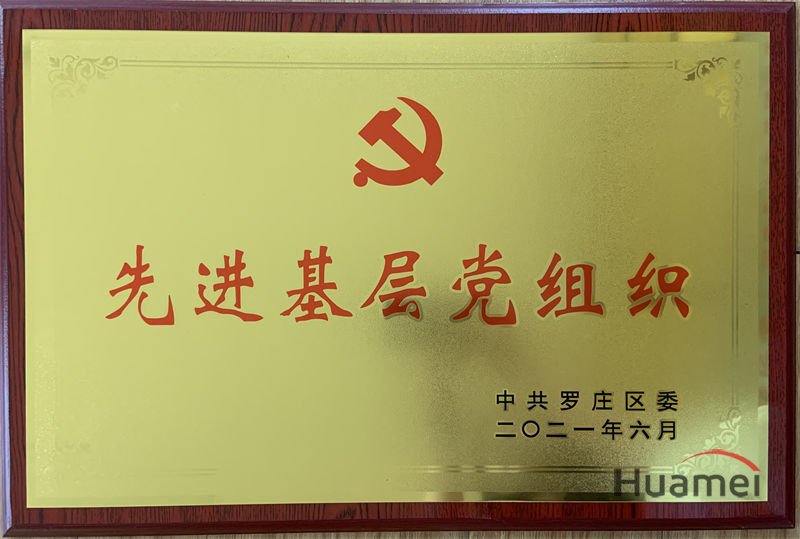 先进基层党组织
中共罗庄区委
二〇二一年六月
Huamei